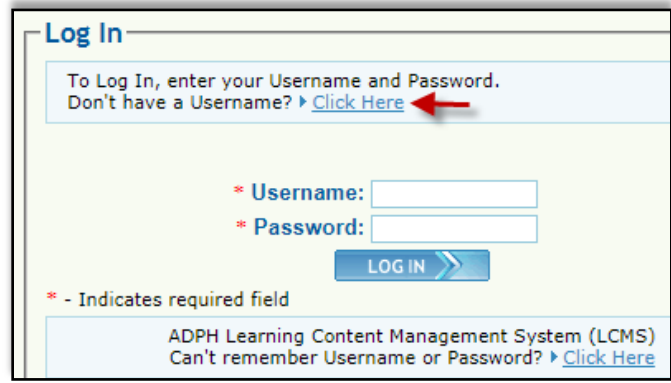 Log In
To Log In, enter your Username and Password.
Don't have a Username? Click Here
* Username:
* Password:
LOG IN
* - Indicates required field
ADPH Learning Content Management System (LCMS)
Can't remember Username or Password? Click Here